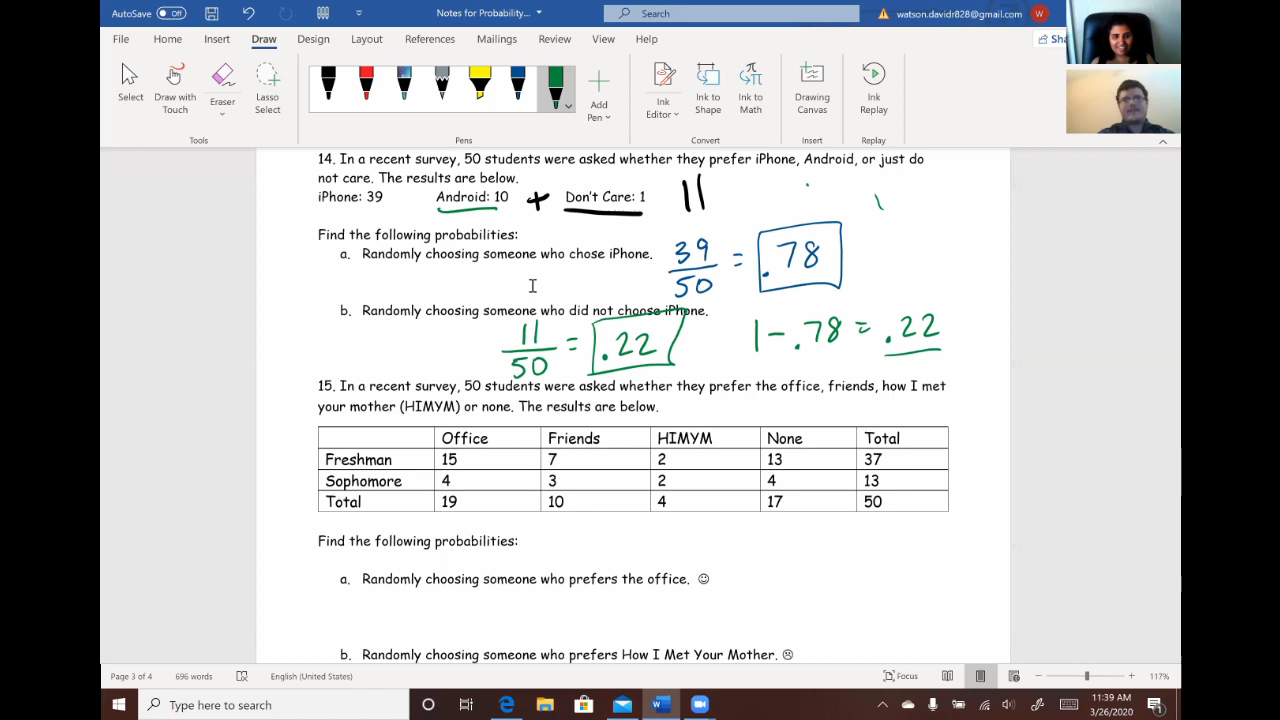 AutoSave Off
Notes for Probability...
Search
watson.davidr828@gmail.com
W
File Home Insert Draw Design Layout References Mailings Review View Help
Sha
Select
Draw with Touch
Eraser
Lasso Select
Add Pen
Ink Editor
Ink to Shape
Ink to Math
Drawing Canvas
Ink Replay
Tools Pens Convert Insert Replay
14. In a recent survey, 50 students were asked whether they prefer iPhone, Android, or just do
not care. The results are below.
iPhone: 39 Android: 10 + Don't Care: 1 11
Find the following probabilities:
a. Randomly choosing someone who chose iPhone. 39/50 = .78
b. Randomly choosing someone who did not choose iPhone.
11/50 = .22 1 - .78 = .22
15. In a recent survey, 50 students were asked whether they prefer the office, friends, how I met
your mother (HIMYM) or none. The results are below.
Office Friends HIMYM None Total
Freshman 15 7 2 13 37
Sophomore 4 3 2 4 13
Total 19 10 4 17 50
Find the following probabilities:
a. Randomly choosing someone who prefers the office. ☺
b. Randomly choosing someone who prefers How I Met Your Mother. ☹
Page 3 of 4 696 words English (United States) Focus 117%
Type here to search
11:39 AM
3/26/2020
1